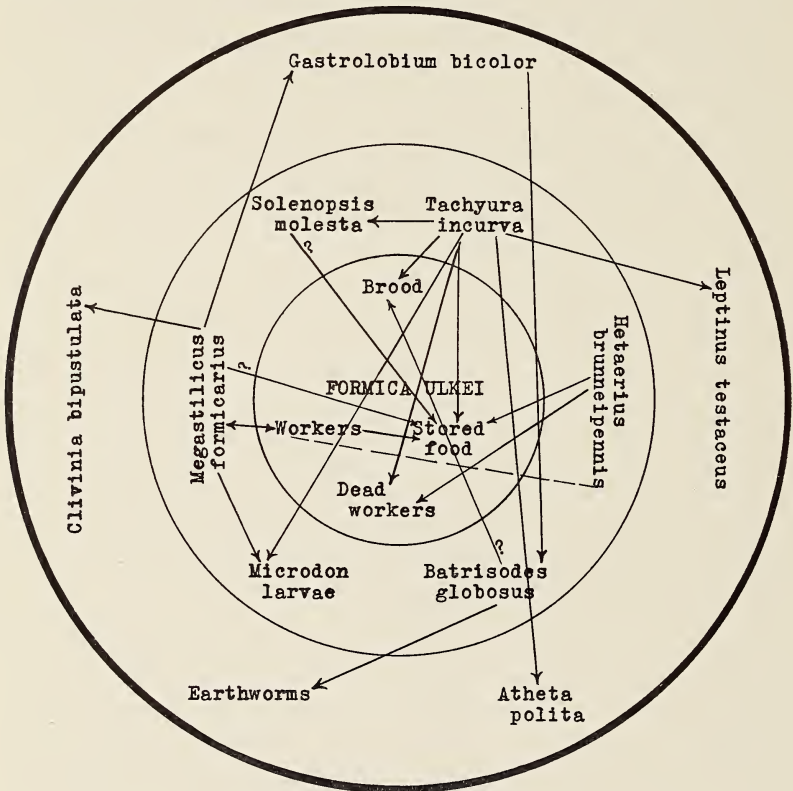 Gastrolobium bicolor
Solenopsis
molesta
Tachyura
incurva
?
Brood
Clivinia bipustulata
Leptinus testaceus
Hetaerius
brunneipennis
Megastilicus
formicarius
?
FORMICA ULKEI
Workers
Stored
food
Dead
workers
?
Microdon
larvae
Batrisodes
globosus
Earthworms
Atheta
polita